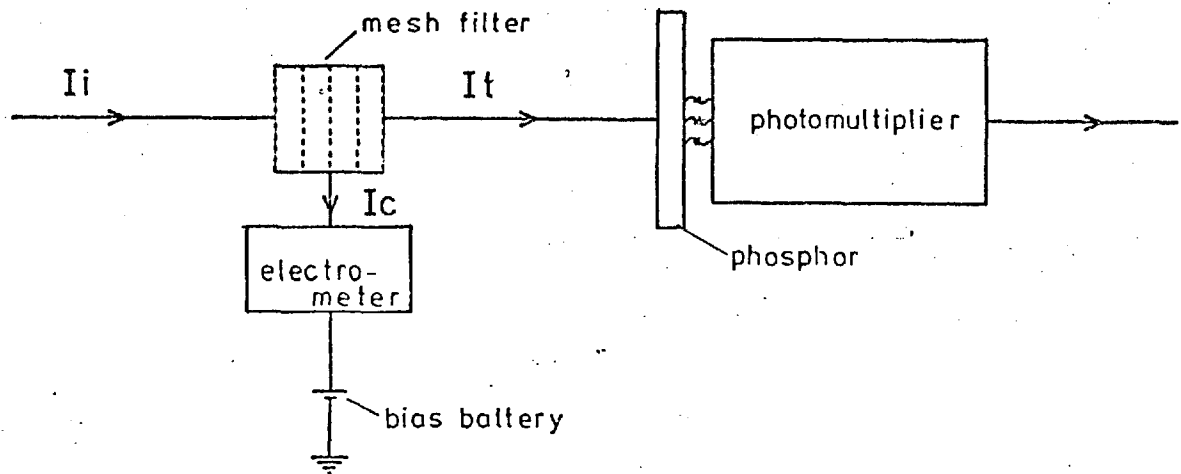 mesh filter
Ii
It
photomultiplier
Ic
phosphor
electro-
meter
bias battery